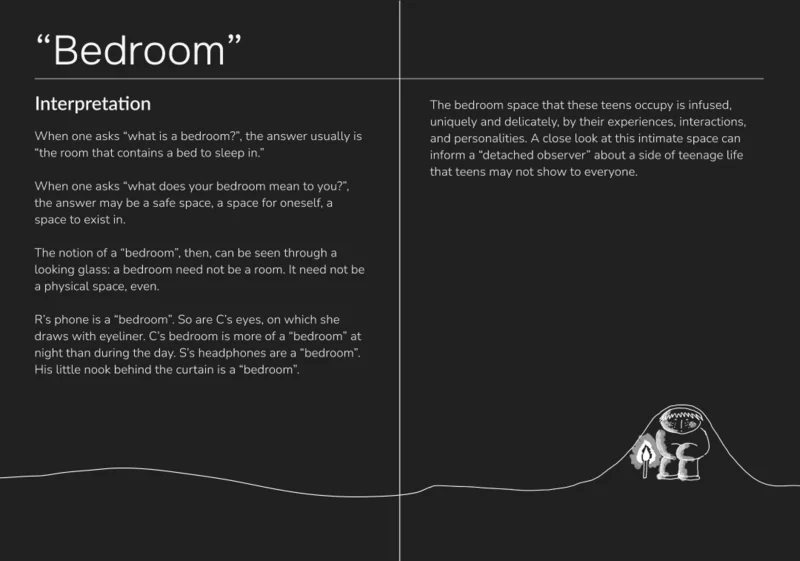 “Bedroom”
Interpretation
When one asks “what is a bedroom?”, the answer usually is
“the room that contains a bed to sleep in.”
When one asks “what does your bedroom mean to you?”,
the answer may be a safe space, a space for oneself, a
space to exist in.
The notion of a “bedroom”, then, can be seen through a
looking glass: a bedroom need not be a room. It need not be
a physical space, even.
R’s phone is a “bedroom”. So are C’s eyes, on which she
draws with eyeliner. C’s bedroom is more of a “bedroom” at
night than during the day. S’s headphones are a “bedroom”.
His little nook behind the curtain is a “bedroom”.
The bedroom space that these teens occupy is infused,
uniquely and delicately, by their experiences, interactions,
and personalities. A close look at this intimate space can
inform a “detached observer” about a side of teenage life
that teens may not show to everyone.